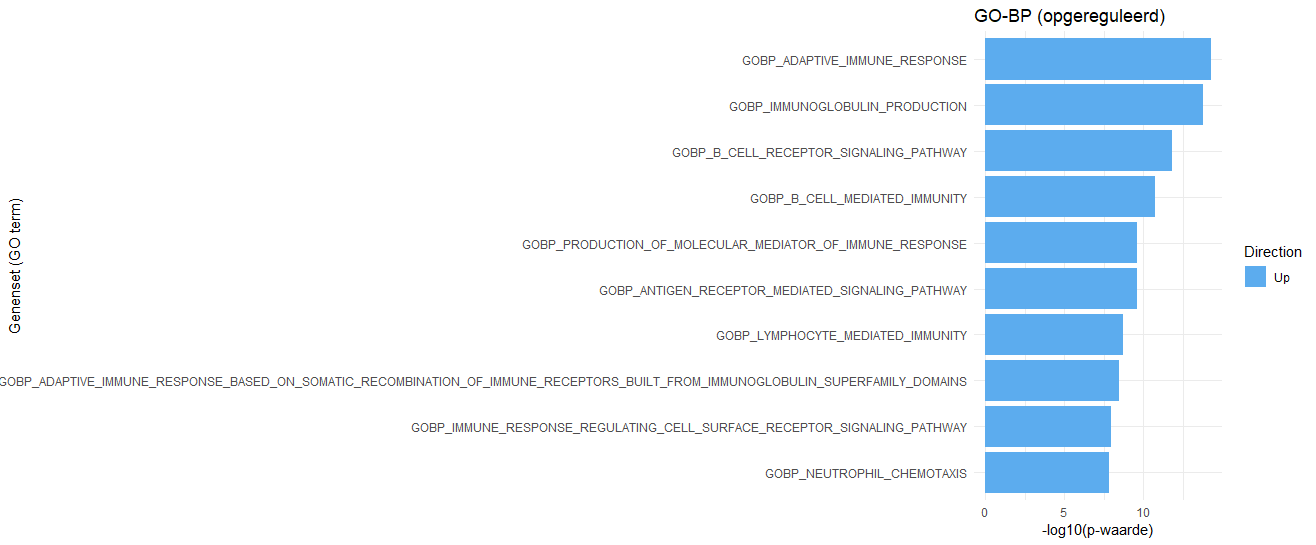 GO-BP (opgereguleerd)
Genenset (GO term)
GOBP_ADAPTIVE_IMMUNE_RESPONSE
GOBP_IMMUNOGLOBULIN_PRODUCTION
GOBP_B_CELL_RECEPTOR_SIGNALING_PATHWAY
GOBP_B_CELL_MEDIATED_IMMUNITY
GOBP_PRODUCTION_OF_MOLECULAR_MEDIATOR_OF_IMMUNE_RESPONSE
GOBP_ANTIGEN_RECEPTOR_MEDIATED_SIGNALING_PATHWAY
GOBP_LYMPHOCYTE_MEDIATED_IMMUNITY
GOBP_ADAPTIVE_IMMUNE_RESPONSE_BASED_ON_SOMATIC_RECOMBINATION_OF_IMMUNE_RECEPTORS_BUILT_FROM_IMMUNOGLOBULIN_SUPERFAMILY_DOMAINS
GOBP_IMMUNE_RESPONSE_REGULATING_CELL_SURFACE_RECEPTOR_SIGNALING_PATHWAY
GOBP_NEUTROPHIL_CHEMOTAXIS
0 5 10
-log10(p-waarde)
Direction
Up